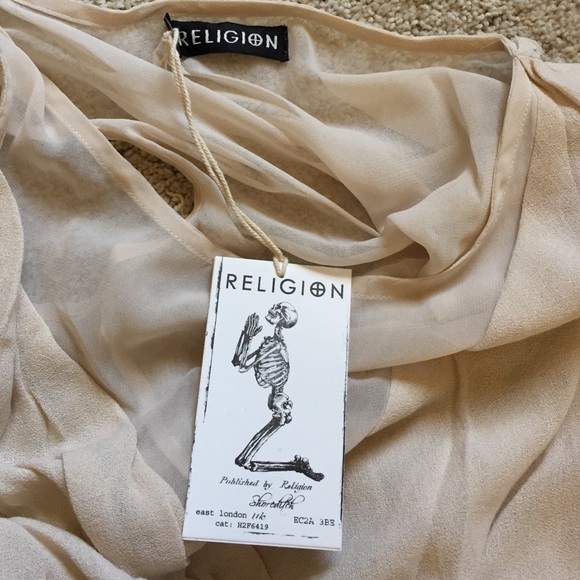 RELIGION
RELIGION
Published by Religion
Shoreditch
east london uk EC2A 3BE
cat: H2F6419